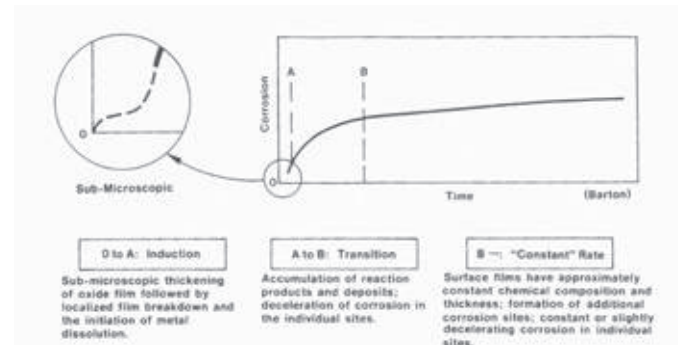 A
B
Corrosion
O
O
Sub-Microscopic
Time
(Barton)
O to A: Induction
Sub-microscopic thickening
of oxide film followed by
localized film breakdown and
the initiation of metal
dissolution.
A to B: Transition
Accumulation of reaction
products and deposits;
deceleration of corrosion in
the individual sites.
B —: "Constant" Rate
Surface films have approximately
constant chemical composition and
thickness; formation of additional
corrosion sites; constant or slightly
decelerating corrosion in individual
sites.